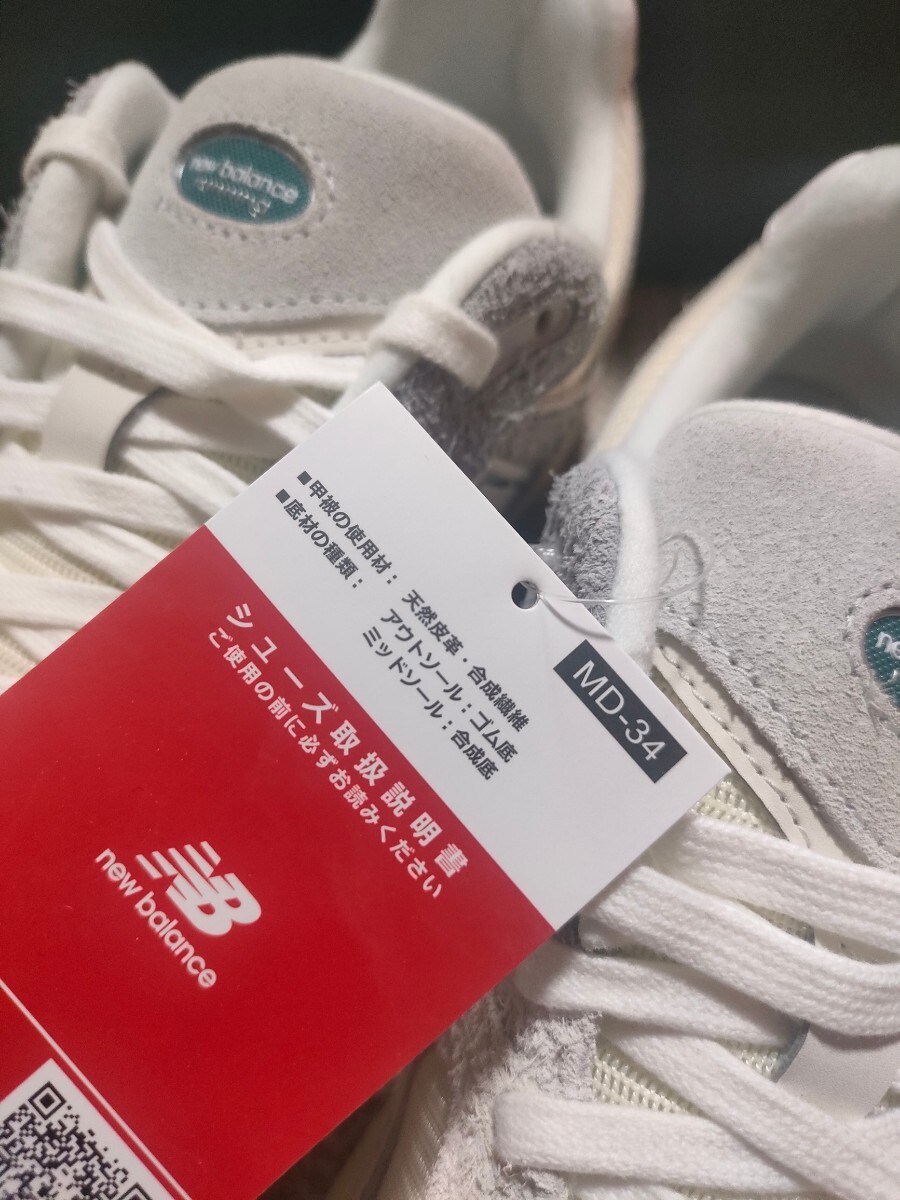 new balance
■甲被の使用材： 天然皮革・合成繊維
■底材の種類： アウトソール：ゴム底
ミッドソール：合成底
MD-34
シューズ取扱説明書
ご使用の前に必ずお読みください
NB
new balance
new